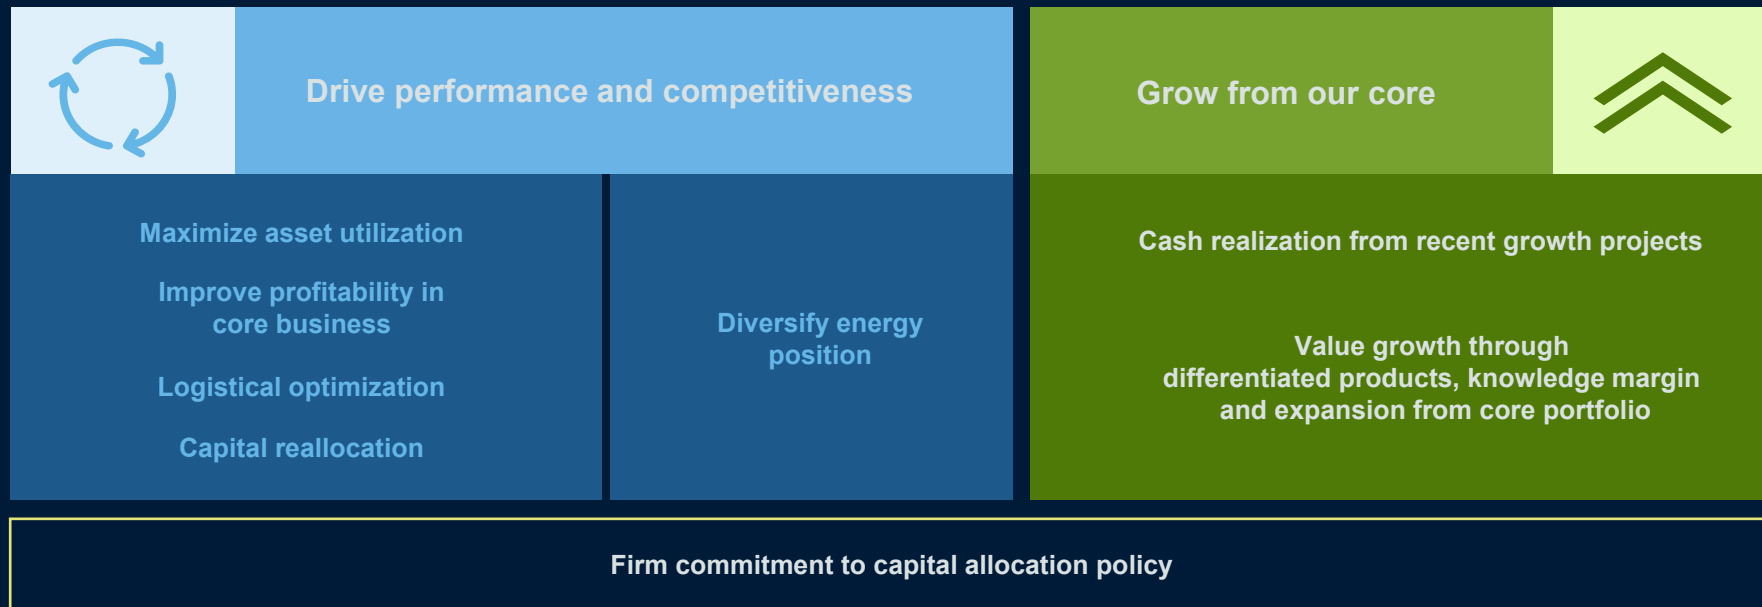 Drive performance and competitiveness
Maximize asset utilization
Improve profitability in
core business
Logistical optimization
Capital reallocation
Diversify energy
position
Grow from our core
Cash realization from recent growth projects
Value growth through
differentiated products, knowledge margin
and expansion from core portfolio
Firm commitment to capital allocation policy